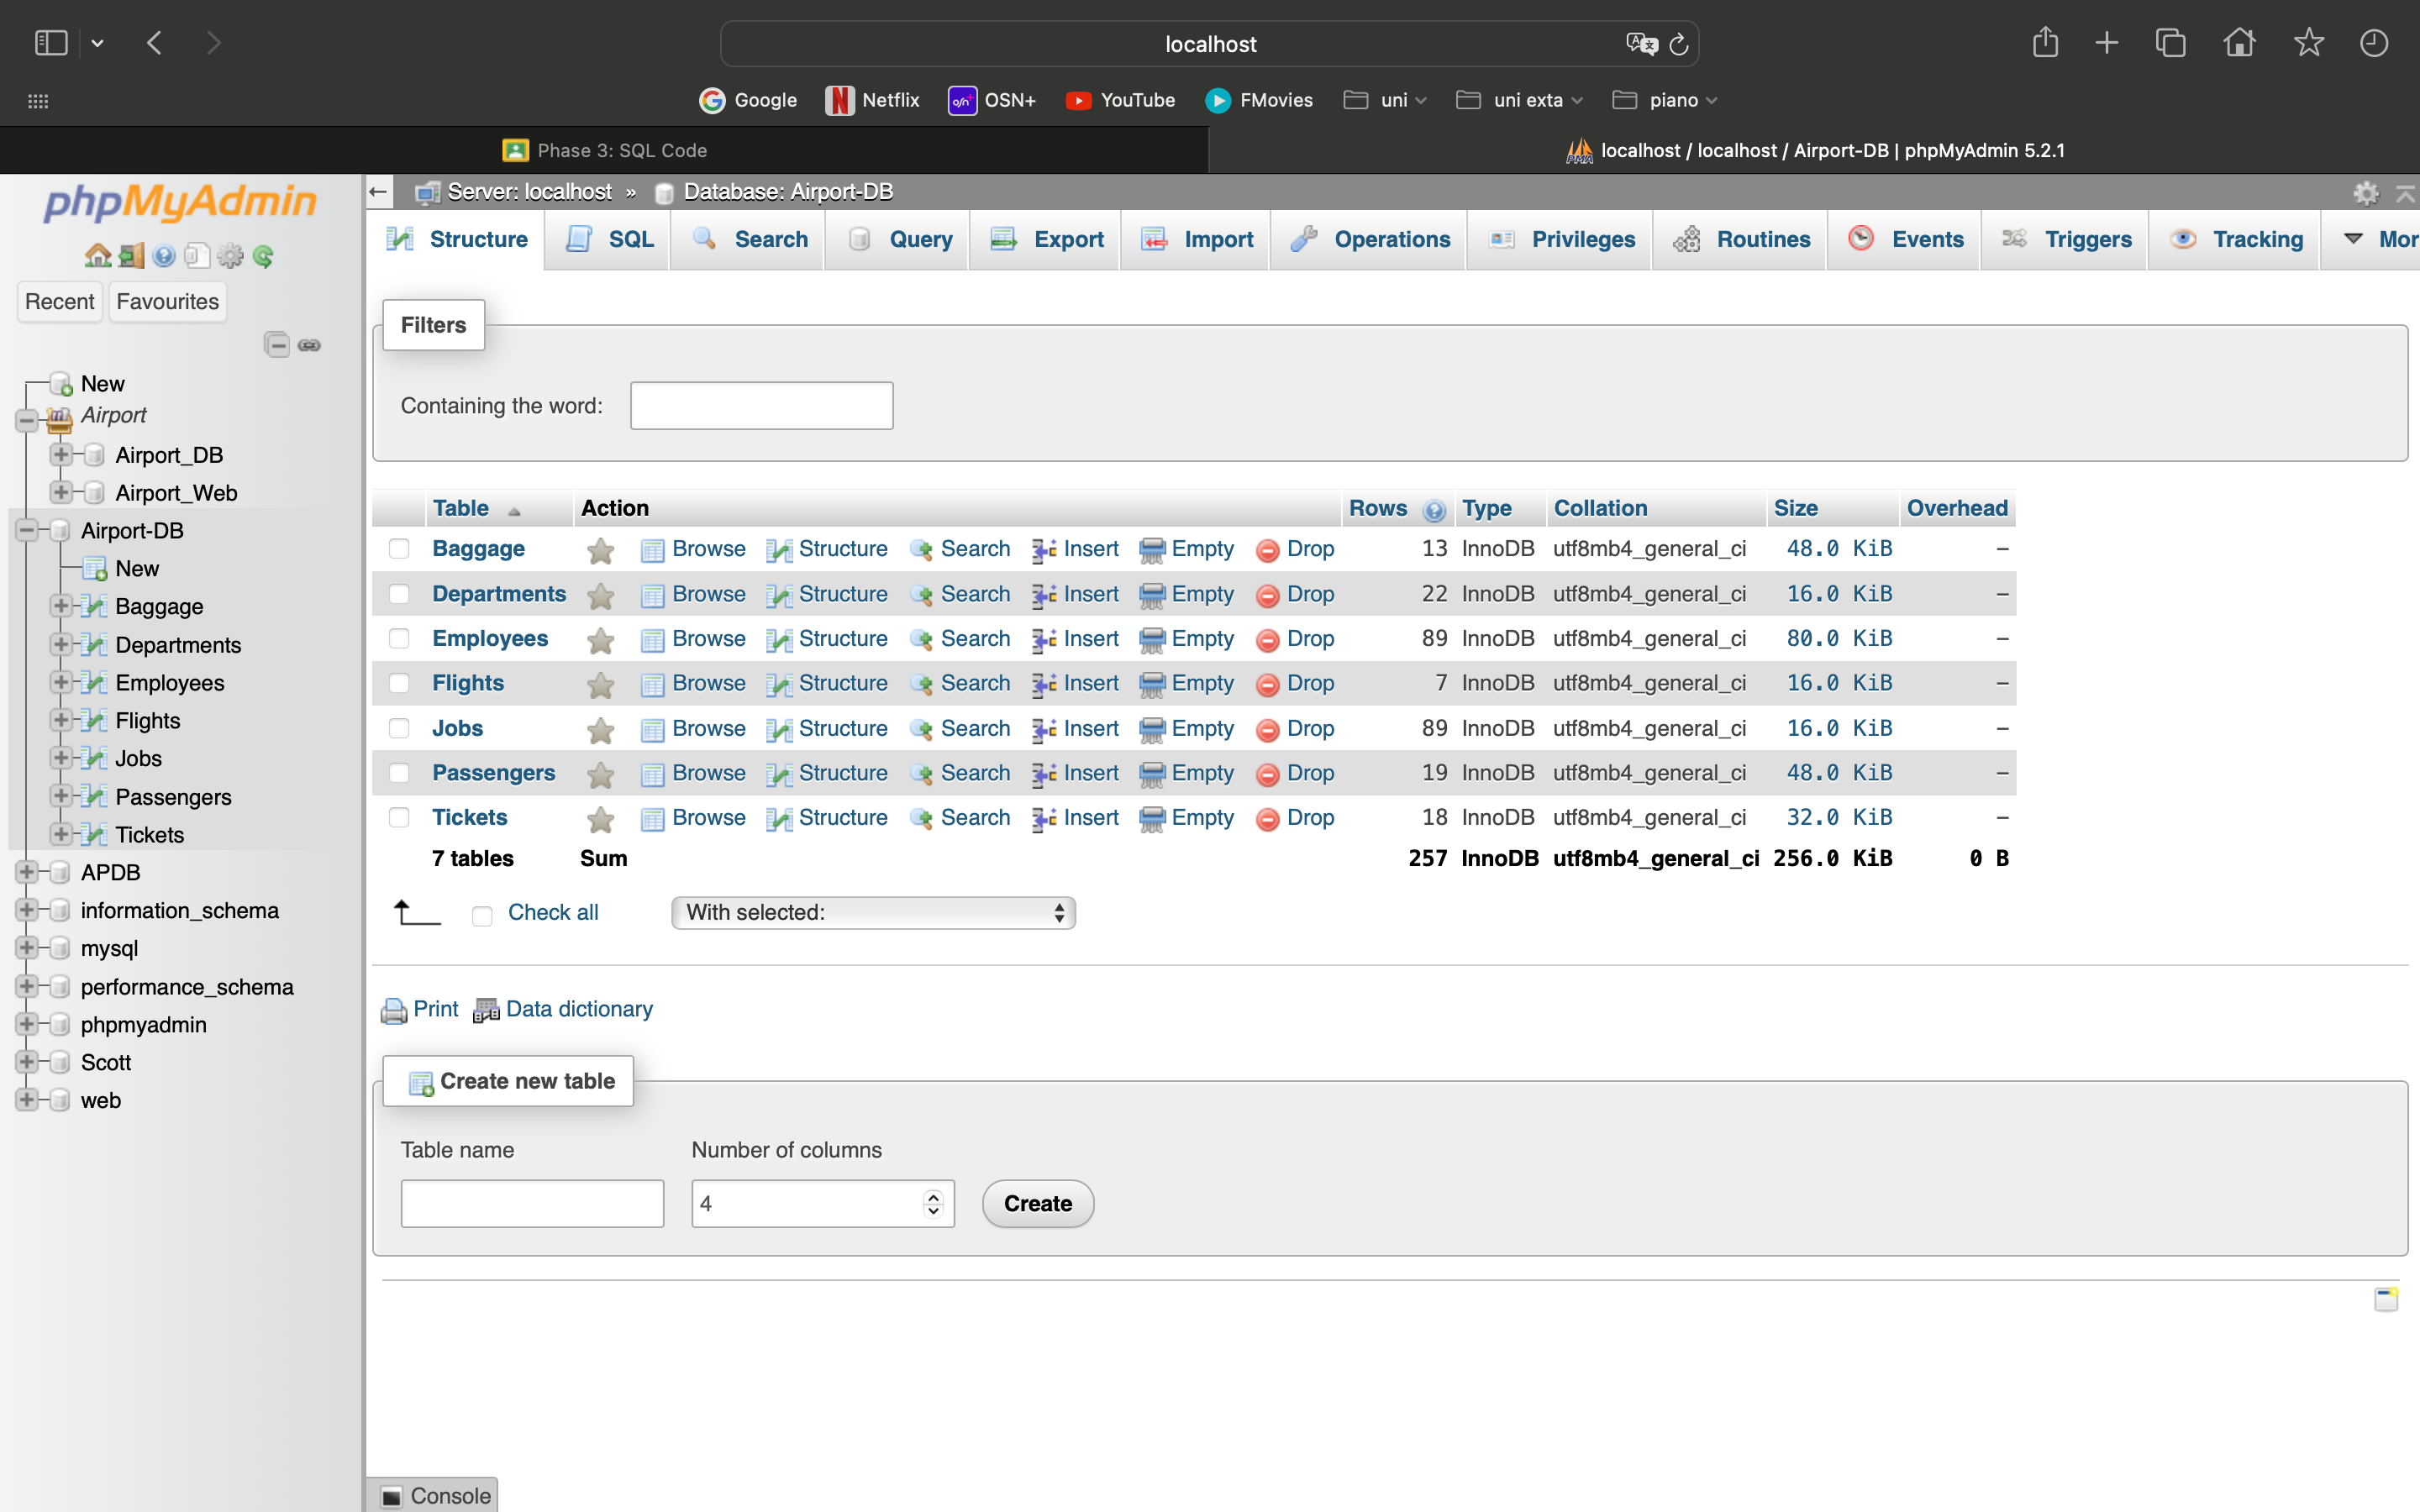 localhost
Google Netflix OSN+ YouTube FMovies uni uni exta piano
Phase 3: SQL Code
localhost / localhost / Airport-DB | phpMyAdmin 5.2.1
phpMyAdmin
Server: localhost » Database: Airport-DB
Structure SQL Search Query Export Import Operations Privileges Routines Events Triggers Tracking Mor
Recent Favourites
New
Airport
Airport_DB
Airport_Web
Airport-DB
New
Baggage
Departments
Employees
Flights
Jobs
Passengers
Tickets
APDB
information_schema
mysql
performance_schema
phpmyadmin
Scott
web
Filters
Containing the word:
Table Action Rows Type Collation Size Overhead
Baggage Browse Structure Search Insert Empty Drop 13 InnoDB utf8mb4_general_ci 48.0 KiB –
Departments Browse Structure Search Insert Empty Drop 22 InnoDB utf8mb4_general_ci 16.0 KiB –
Employees Browse Structure Search Insert Empty Drop 89 InnoDB utf8mb4_general_ci 80.0 KiB –
Flights Browse Structure Search Insert Empty Drop 7 InnoDB utf8mb4_general_ci 16.0 KiB –
Jobs Browse Structure Search Insert Empty Drop 89 InnoDB utf8mb4_general_ci 16.0 KiB –
Passengers Browse Structure Search Insert Empty Drop 19 InnoDB utf8mb4_general_ci 48.0 KiB –
Tickets Browse Structure Search Insert Empty Drop 18 InnoDB utf8mb4_general_ci 32.0 KiB –
7 tables Sum 257 InnoDB utf8mb4_general_ci 256.0 KiB 0 B
Check all With selected:
Print Data dictionary
Create new table
Table name Number of columns
4 Create
Console